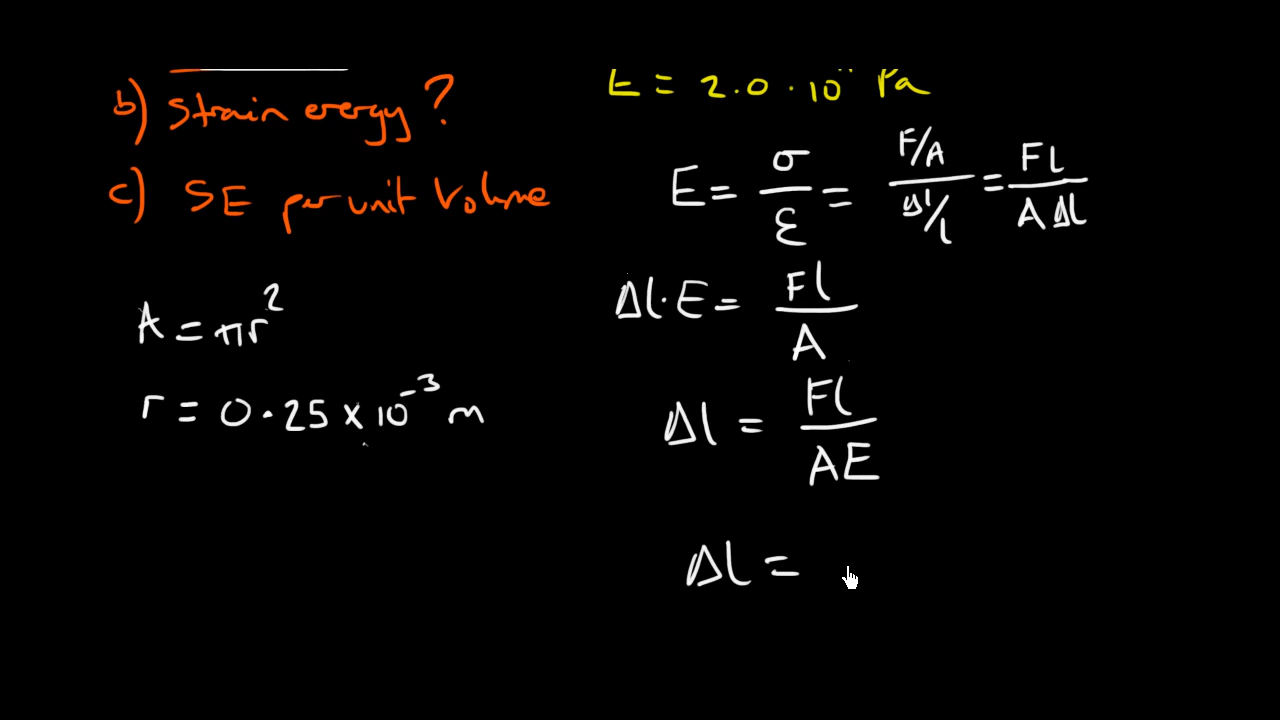 b) Strain energy?
c) SE per unit Volume
A = πr²
r = 0.25 × 10⁻³ m
E = 2.0 · 10 Pa
E = σ/ε = (F/A)/(Δl/l) = Fl/(A Δl)
Δl · E = Fl/A
Δl = Fl/(AE)
Δl =